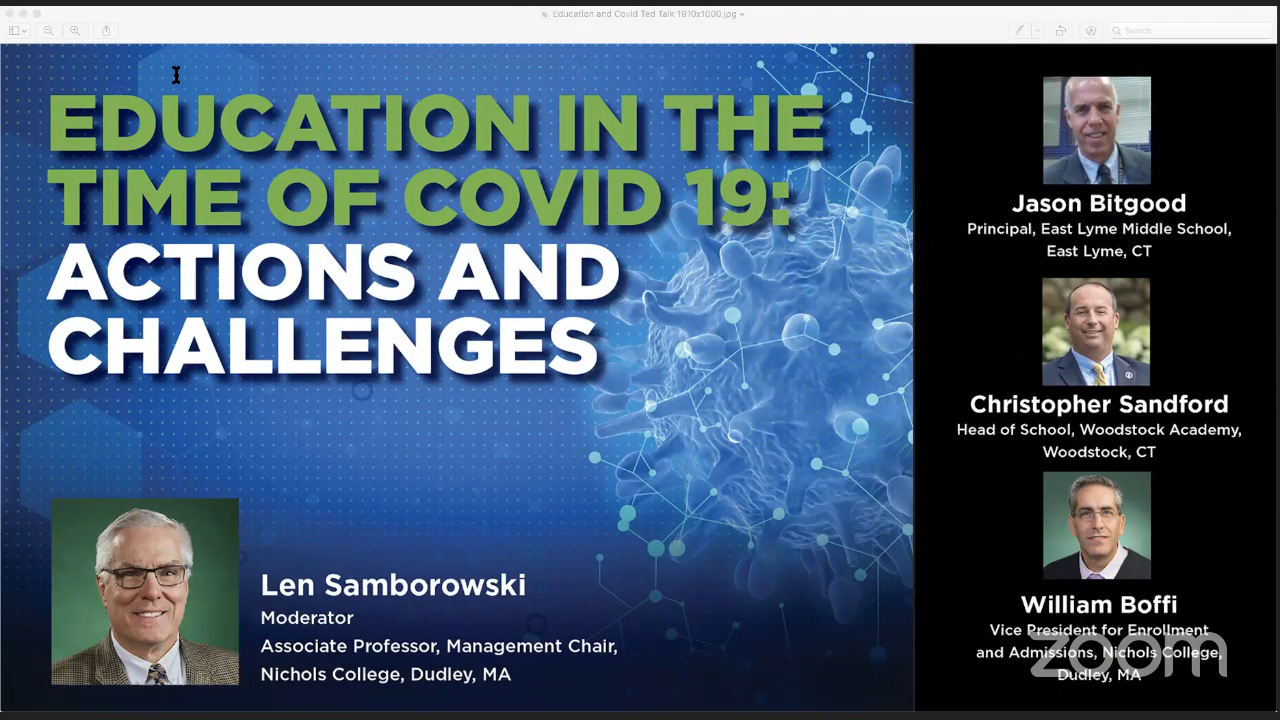 Education and Covid Ted Talk 1910x1000.jpg
Search
EDUCATION IN THE
TIME OF COVID 19:
ACTIONS AND
CHALLENGES
Len Samborowski
Moderator
Associate Professor, Management Chair,
Nichols College, Dudley, MA
Jason Bitgood
Principal, East Lyme Middle School,
East Lyme, CT
Christopher Sandford
Head of School, Woodstock Academy,
Woodstock, CT
William Boffi
Vice President for Enrollment
and Admissions, Nichols College,
Dudley, MA
zoom